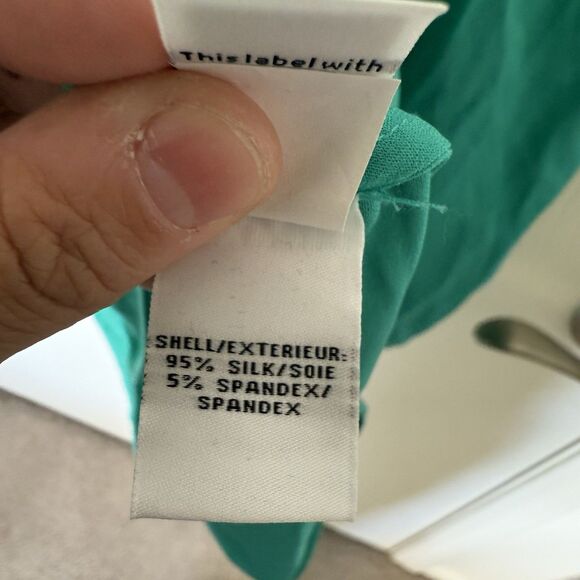 This label with
SHELL/EXTERIEUR:
95% SILK/SOIE
5% SPANDEX/
SPANDEX